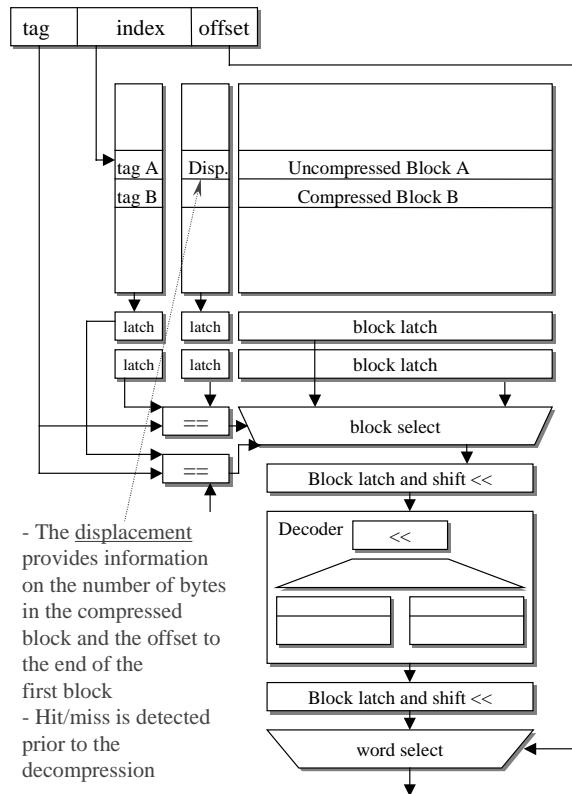 tag index offset
tag A Disp. Uncompressed Block A
tag B Compressed Block B
latch latch block latch
latch latch block latch
== block select
==
Block latch and shift <<
Decoder <<
- The displacement
provides information
on the number of bytes
in the compressed
block and the offset to
the end of the
first block
- Hit/miss is detected
prior to the
decompression
Block latch and shift <<
word select